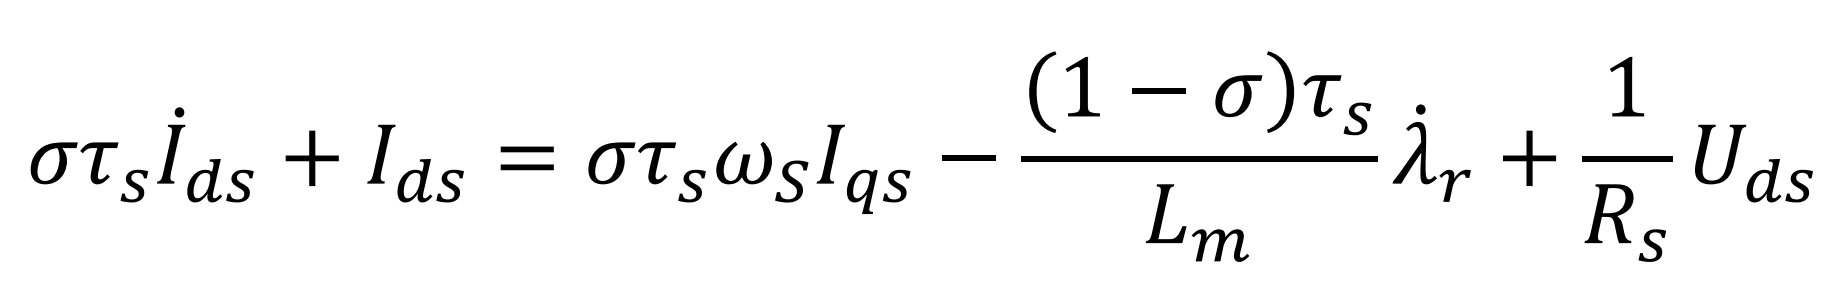 στ_s İ_ds + I_ds = στ_s ω_S I_qs − ((1 − σ)τ_s / L_m) λ̇_r + (1 / R_s) U_ds